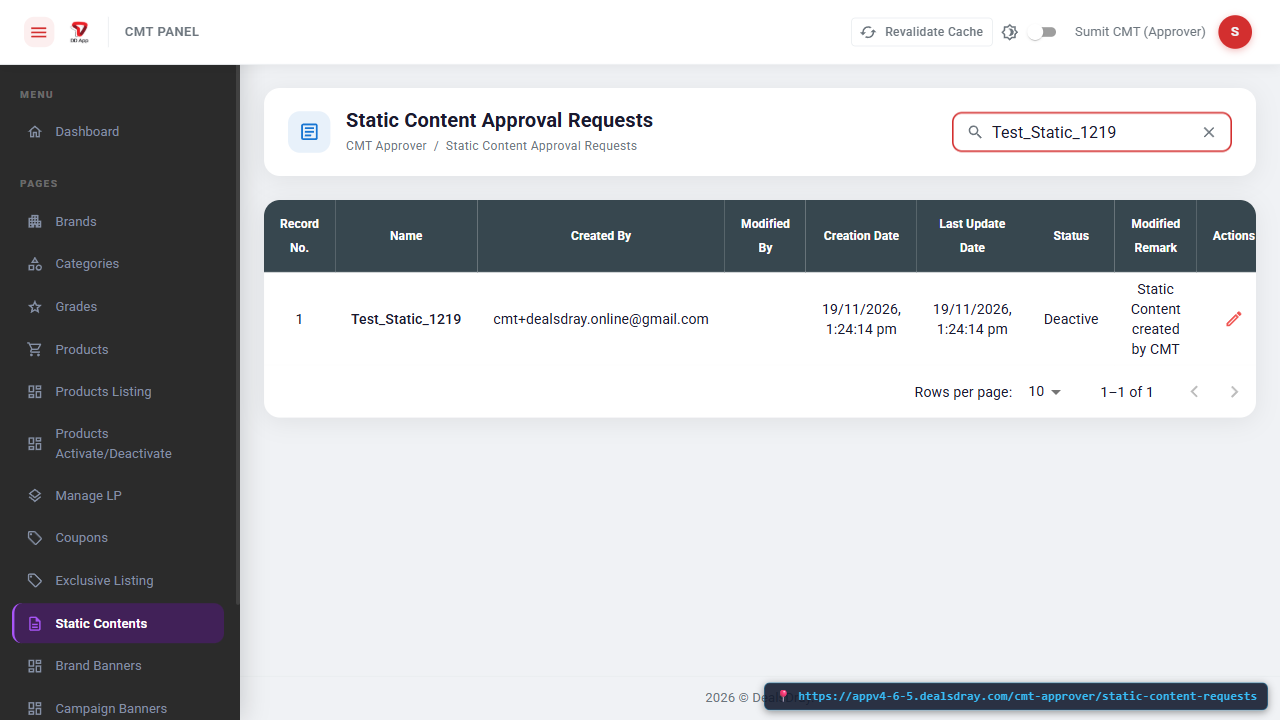 DD App
CMT PANEL
Revalidate Cache
Sumit CMT (Approver)
S
MENU
Dashboard
PAGES
Brands
Categories
Grades
Products
Products Listing
Products
Activate/Deactivate
Manage LP
Coupons
Exclusive Listing
Static Contents
Brand Banners
Campaign Banners
Static Content Approval Requests
CMT Approver / Static Content Approval Requests
Test_Static_1219
Record No. Name Created By Modified By Creation Date Last Update Date Status Modified Remark Actions
1 Test_Static_1219 cmt+dealsdray.online@gmail.com 19/11/2026, 1:24:14 pm 19/11/2026, 1:24:14 pm Deactive Static Content created by CMT
Rows per page: 10 1–1 of 1
2026 © De
https://appv4-6-5.dealsdray.com/cmt-approver/static-content-requests